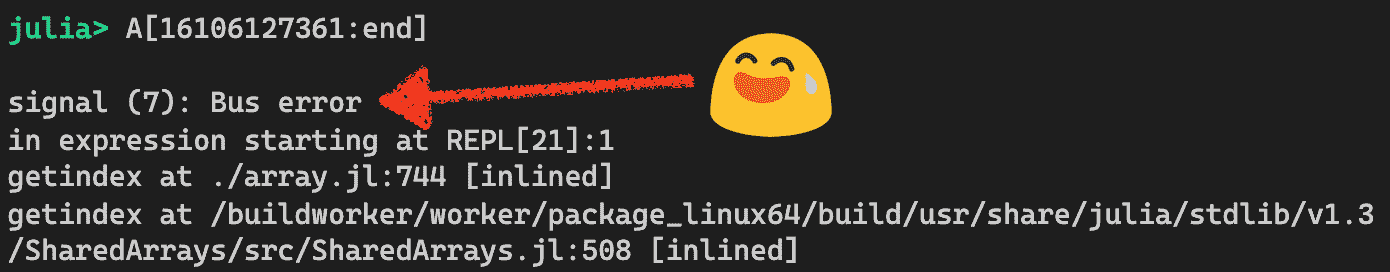 julia> A[16106127361:end]
signal (7): Bus error
in expression starting at REPL[21]:1
getindex at ./array.jl:744 [inlined]
getindex at /buildworker/worker/package_linux64/build/usr/share/julia/stdlib/v1.3
/SharedArrays/src/SharedArrays.jl:508 [inlined]